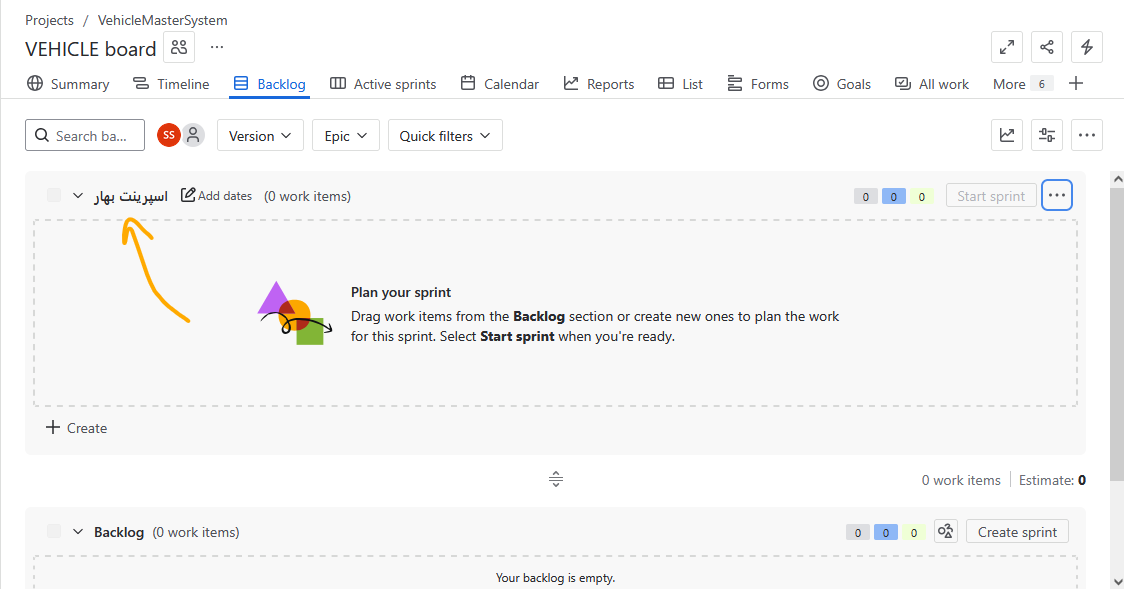 Projects / VehicleMasterSystem
VEHICLE board
Summary Timeline Backlog Active sprints Calendar Reports List Forms Goals All work More 6
Search ba... SS Version Epic Quick filters
اسپرینت بهار Add dates (0 work items) 0 0 0 Start sprint
Plan your sprint
Drag work items from the Backlog section or create new ones to plan the work
for this sprint. Select Start sprint when you're ready.
Create
0 work items Estimate: 0
Backlog (0 work items) 0 0 0 Create sprint
Your backlog is empty.